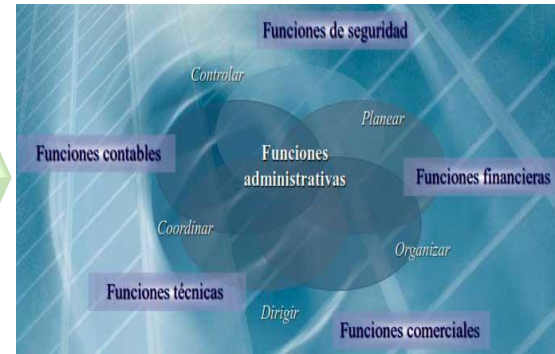 Funciones de seguridad
Controlar
Planear
Funciones contables
Funciones
administrativas
Funciones financieras
Coordinar
Organizar
Funciones técnicas
Dirigir
Funciones comerciales